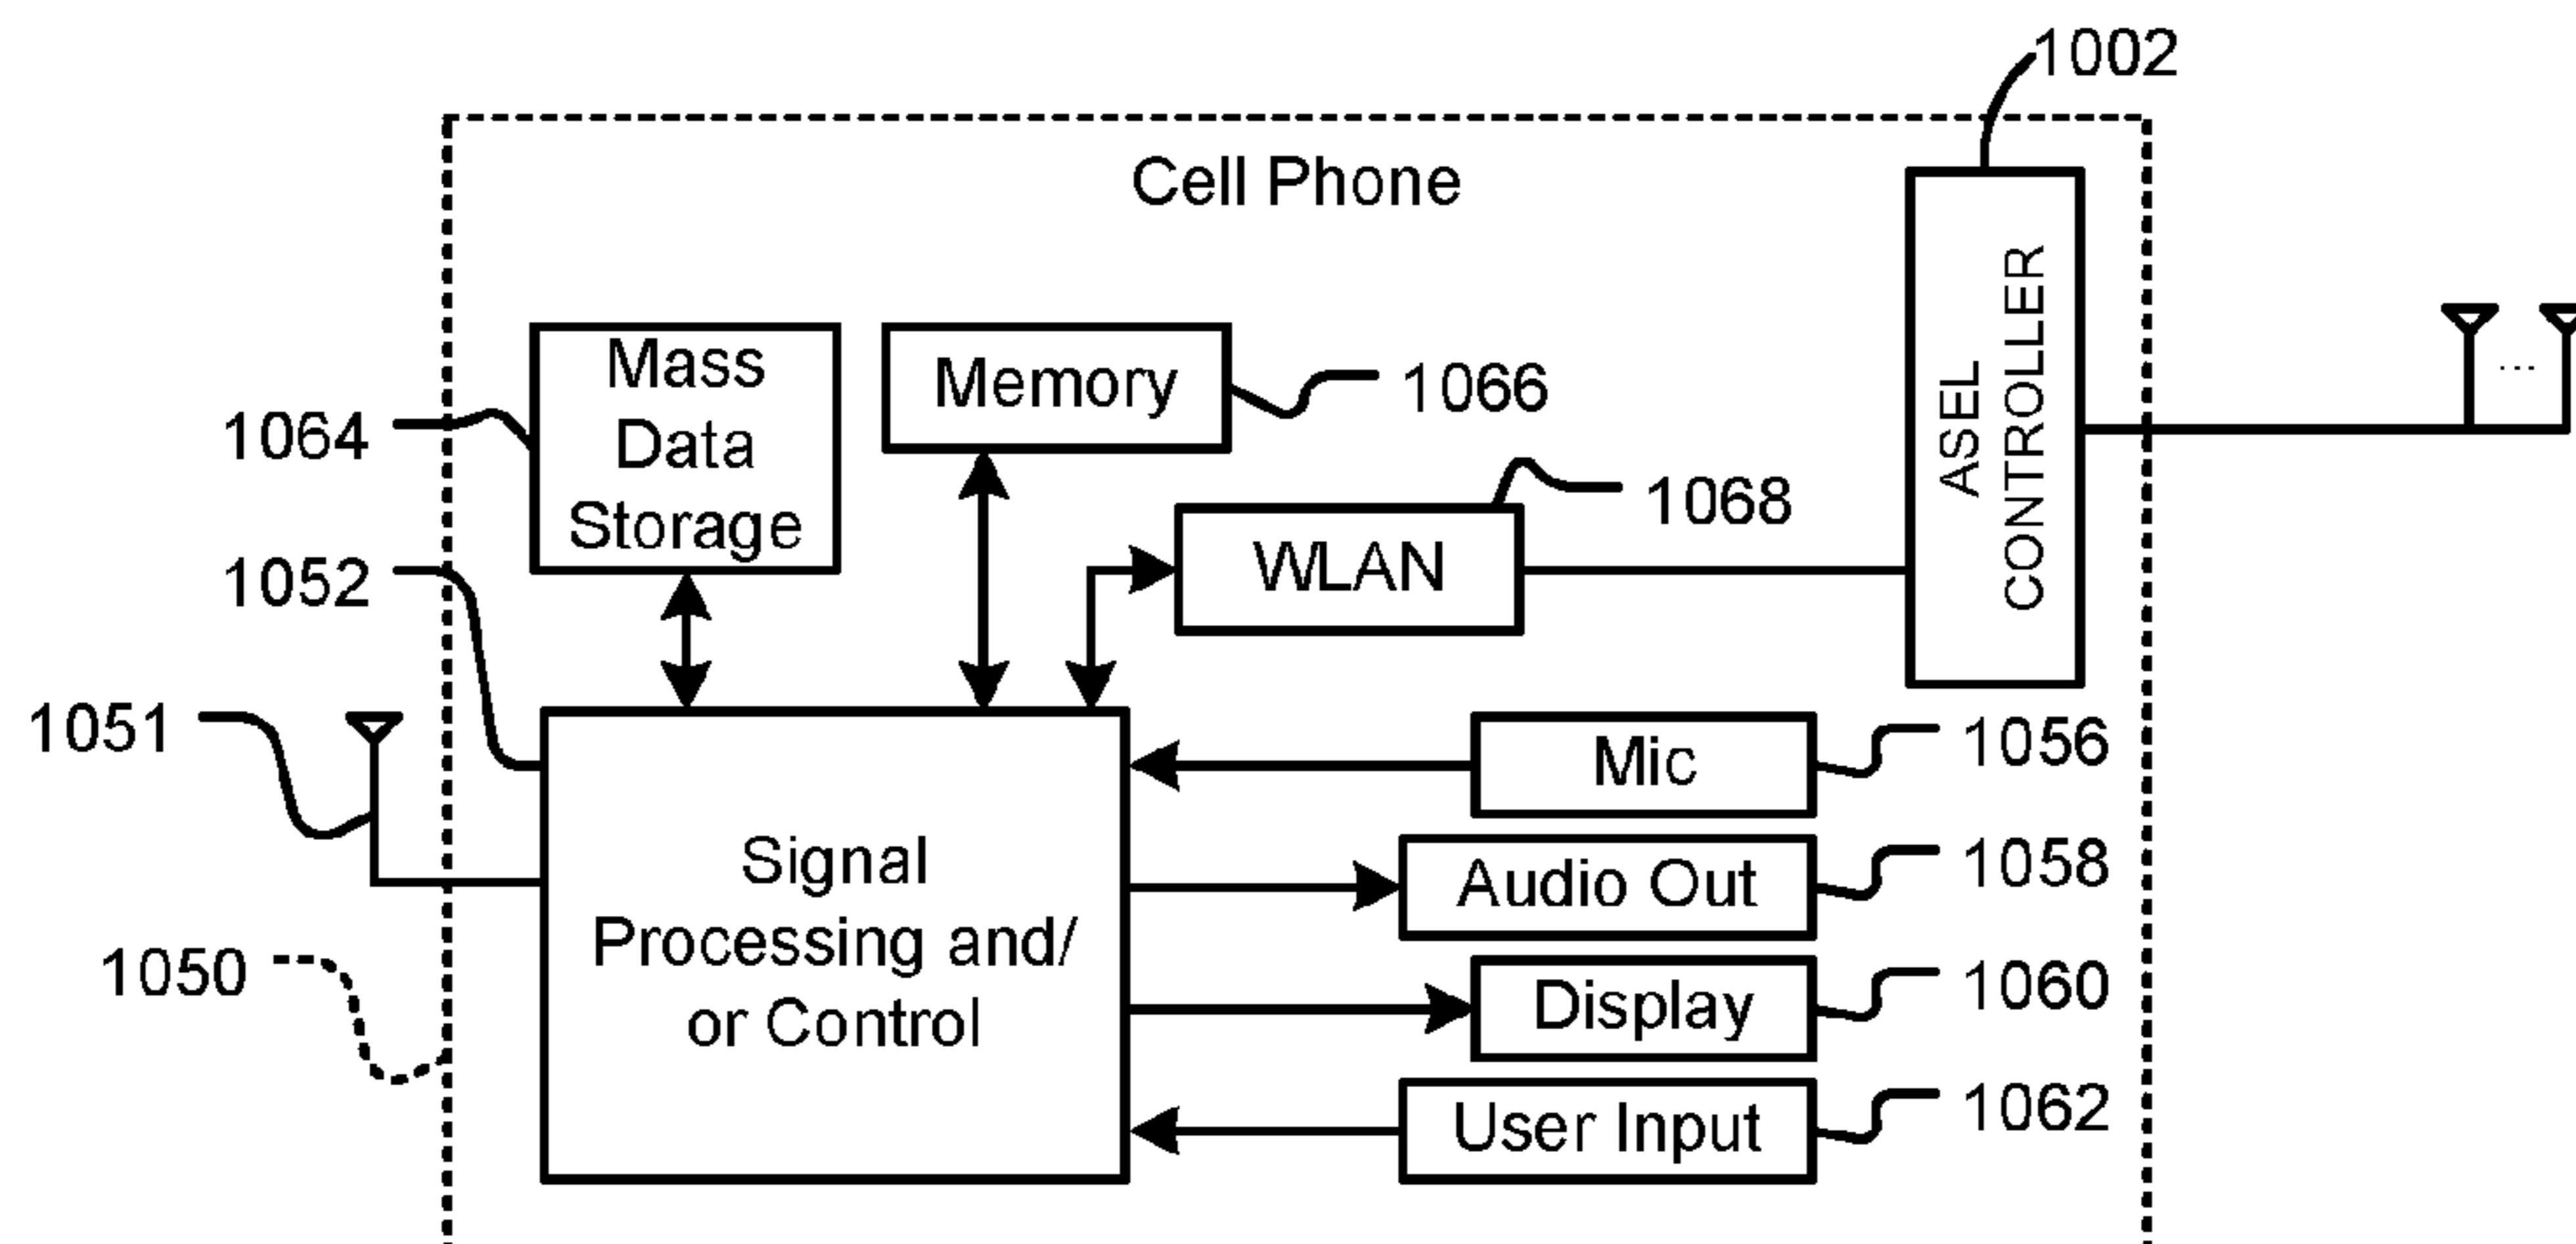 1002
Cell Phone
ASEL
CONTROLLER
Mass
Data
Storage
Memory
1066
1064
1068
WLAN
...
1052
1051
Mic
1056
Signal
Processing and/
or Control
Audio Out
1058
1050
Display
1060
User Input
1062